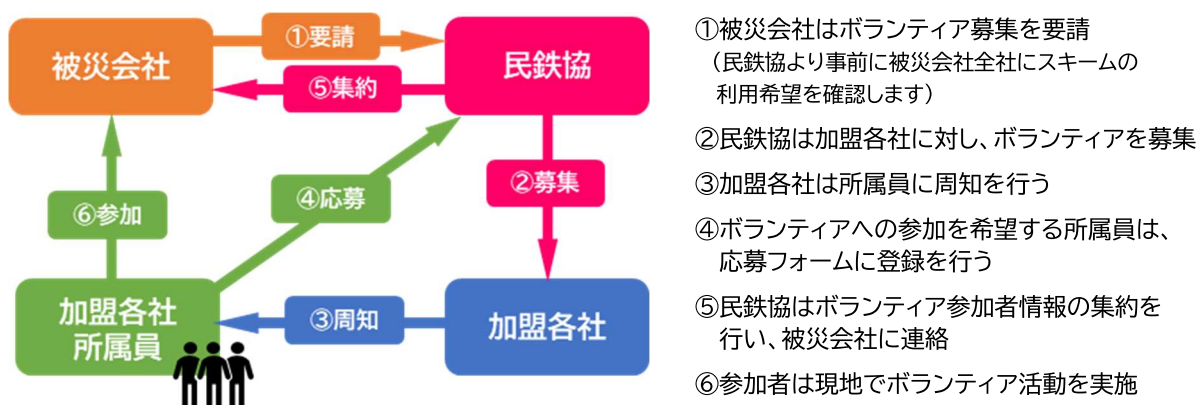 被災会社
①要請
民鉄協
⑤集約
②募集
④応募
⑥参加
加盟各社
所属員
③周知
加盟各社
①被災会社はボランティア募集を要請
（民鉄協より事前に被災会社全社にスキームの
利用希望を確認します）
②民鉄協は加盟各社に対し、ボランティアを募集
③加盟各社は所属員に周知を行う
④ボランティアへの参加を希望する所属員は、
応募フォームに登録を行う
⑤民鉄協はボランティア参加者情報の集約を
行い、被災会社に連絡
⑥参加者は現地でボランティア活動を実施